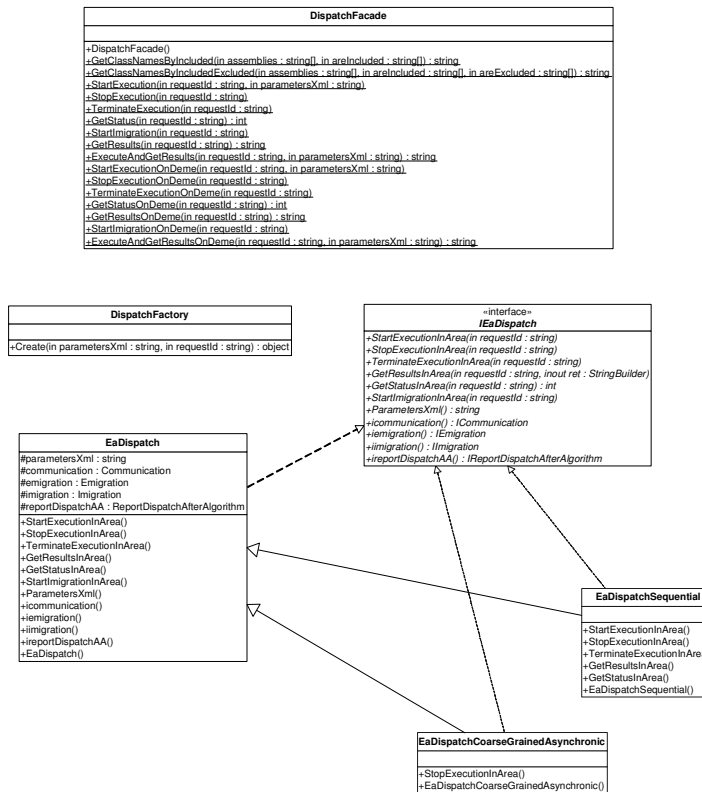 DispatchFacade
+DispatchFacade()
+GetClassNamesByIncluded(in assemblies : string[], in areIncluded : string[]) : string
+GetClassNamesByIncludedExcluded(in assemblies : string[], in areIncluded : string[], in areExcluded : string[]) : string
+StartExecution(in requestId : string, in parametersXml : string)
+StopExecution(in requestId : string)
+TerminateExecution(in requestId : string)
+GetStatus(in requestId : string) : int
+StartImigration(in requestId : string)
+GetResults(in requestId : string) : string
+ExecuteAndGetResults(in requestId : string, in parametersXml : string) : string
+StartExecutionOnDeme(in requestId : string, in parametersXml : string)
+StopExecutionOnDeme(in requestId : string)
+TerminateExecutionOnDeme(in requestId : string)
+GetStatusOnDeme(in requestId : string) : int
+GetResultsOnDeme(in requestId : string) : string
+StartImigrationOnDeme(in requestId : string)
+ExecuteAndGetResultsOnDeme(in requestId : string, in parametersXml : string) : string
DispatchFactory
+Create(in parametersXml : string, in requestId : string) : object
«interface»
IEaDispatch
+StartExecutionInArea(in requestId : string)
+StopExecutionInArea(in requestId : string)
+TerminateExecutionInArea(in requestId : string)
+GetResultsInArea(in requestId : string, inout ret : StringBuilder)
+GetStatusInArea(in requestId : string) : int
+StartImigrationInArea(in requestId : string)
+ParametersXml() : string
+icommunication() : ICommunication
+iemigration() : IEmigration
+iimigration() : IImigration
+ireportDispatchAA() : IReportDispatchAfterAlgorithm
EaDispatch
#parametersXml : string
#communication : Communication
#emigration : Emigration
#imigration : Imigration
#reportDispatchAA : ReportDispatchAfterAlgorithm
+StartExecutionInArea()
+StopExecutionInArea()
+TerminateExecutionInArea()
+GetResultsInArea()
+GetStatusInArea()
+StartImigrationInArea()
+ParametersXml()
+icommunication()
+iemigration()
+iimigration()
+ireportDispatchAA()
+EaDispatch()
EaDispatchSequential
+StartExecutionInArea()
+StopExecutionInArea()
+TerminateExecutionInArea
+GetResultsInArea()
+GetStatusInArea()
+EaDispatchSequential()
EaDispatchCoarseGrainedAsynchronic
+StopExecutionInArea()
+EaDispatchCoarseGrainedAsynchronic()